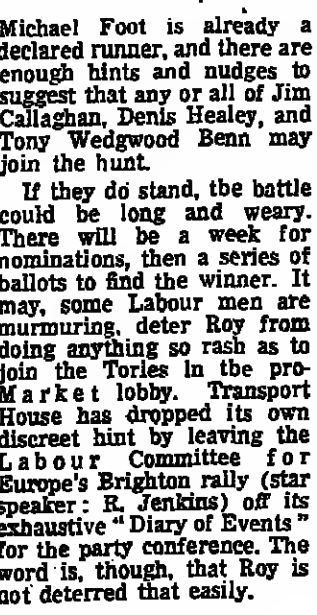 Michael Foot is already a
declared runner, and there are
enough hints and nudges to
suggest that any or all of Jim
Callaghan, Denis Healey, and
Tony Wedgwood Benn may
join the hunt.
If they do stand, tbe battle
could be long and weary.
There will be a week for
nominations, then a series of
ballots to find the winner. It
may, some Labour men are
murmuring, deter Roy from
doing anything so rash as to
join the Tories in tbe pro-
Market lobby. Transport
House has dropped its own
discreet hint by leaving the
Labour Committee for
Europe's Brighton rally (star
speaker: R. Jenkins) off its
exhaustive "Diary of Events"
for the party conference. The
word is, though, that Roy is
not deterred that easily.